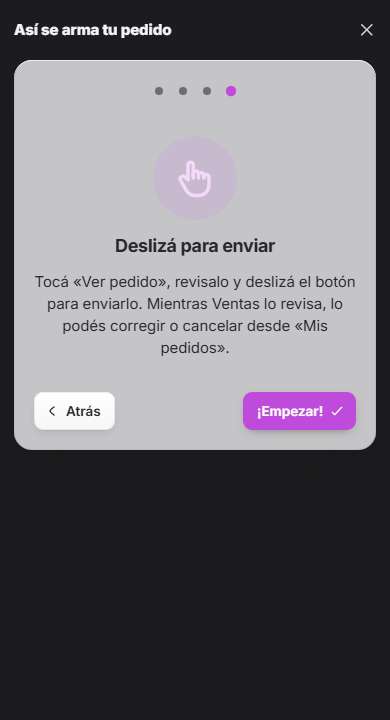 Así se arma tu pedido
Deslizá para enviar
Tocá «Ver pedido», revisalo y deslizá el botón
para enviarlo. Mientras Ventas lo revisa, lo
podés corregir o cancelar desde «Mis
pedidos».
Atrás
¡Empezar!